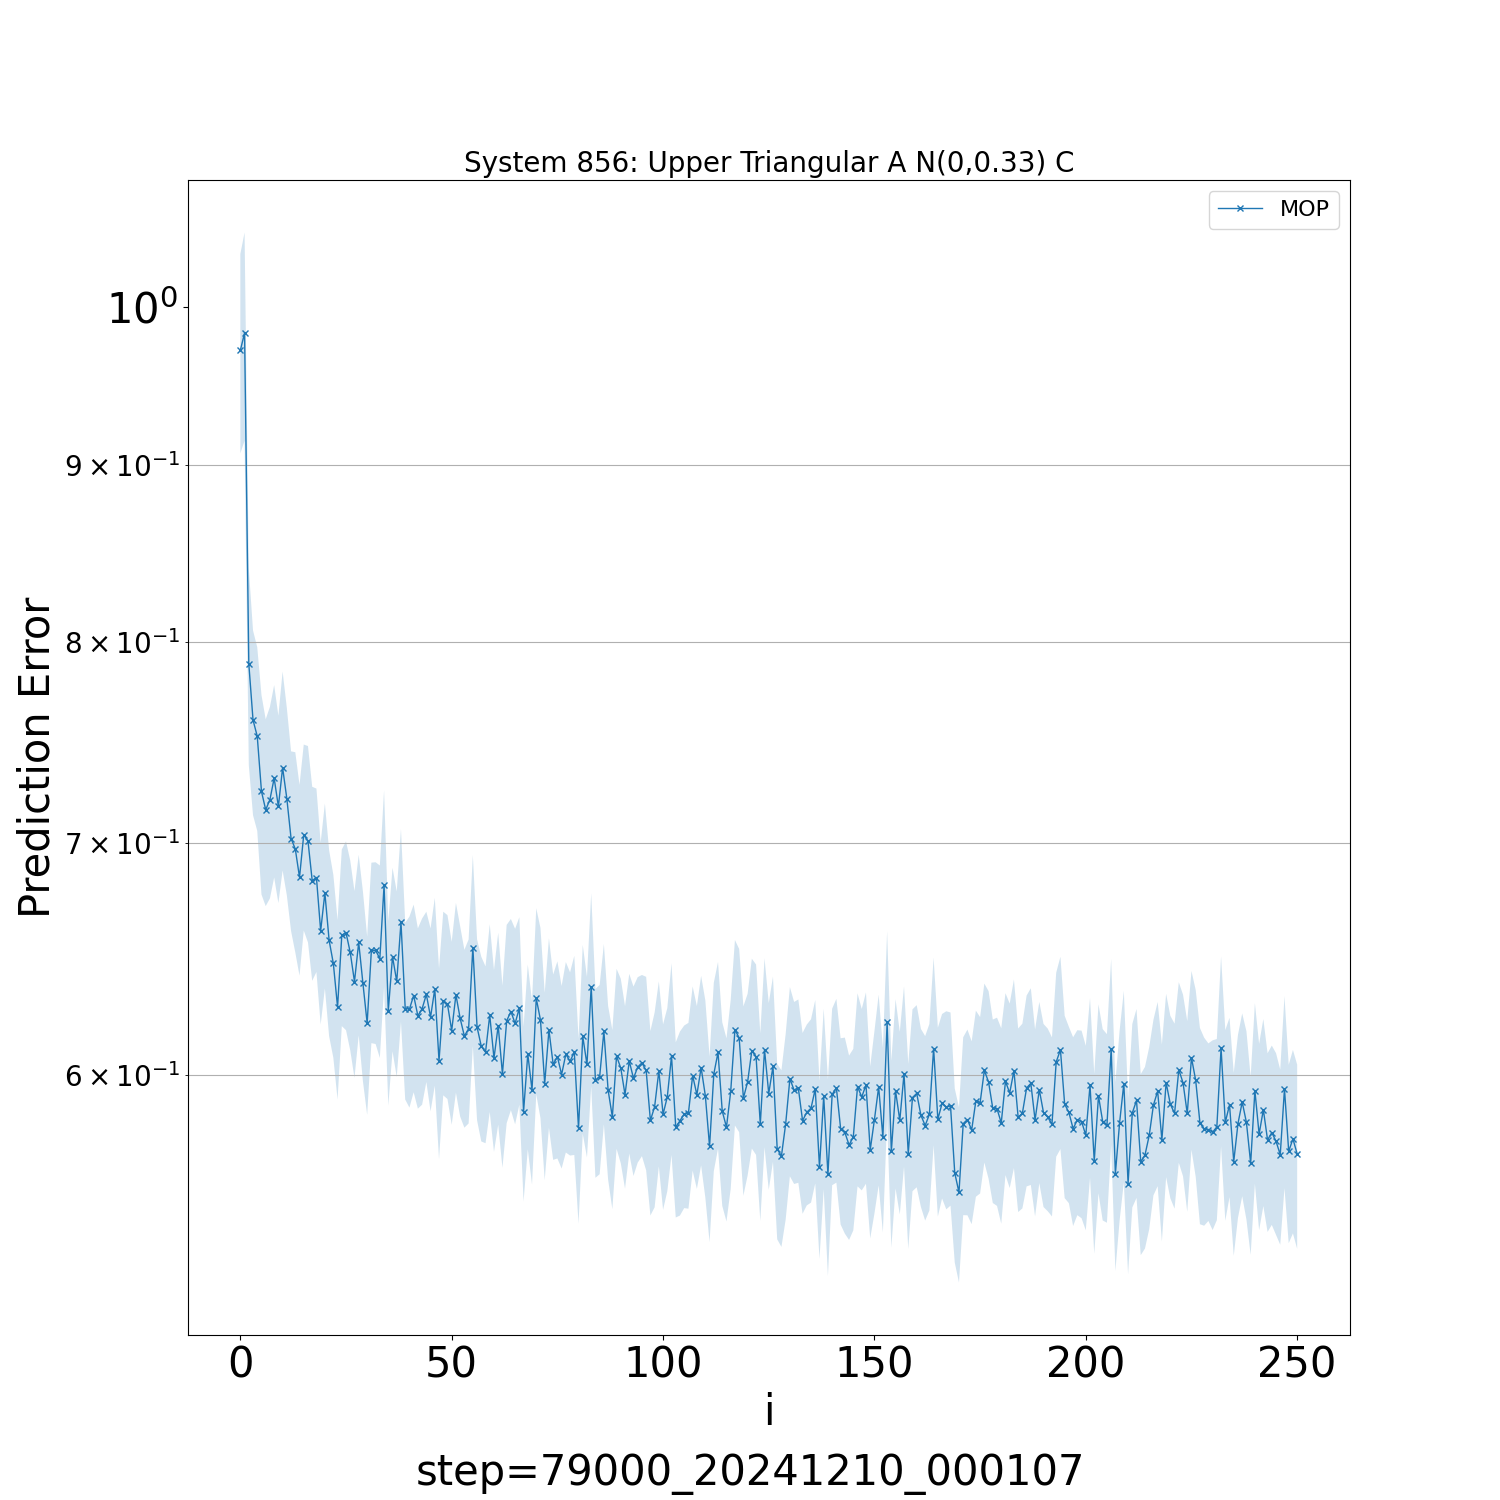 System 856: Upper Triangular A N(0,0.33) C
MOP
10⁰
9 × 10⁻¹
8 × 10⁻¹
7 × 10⁻¹
6 × 10⁻¹
Prediction Error
0 50 100 150 200 250
i
step=79000_20241210_000107